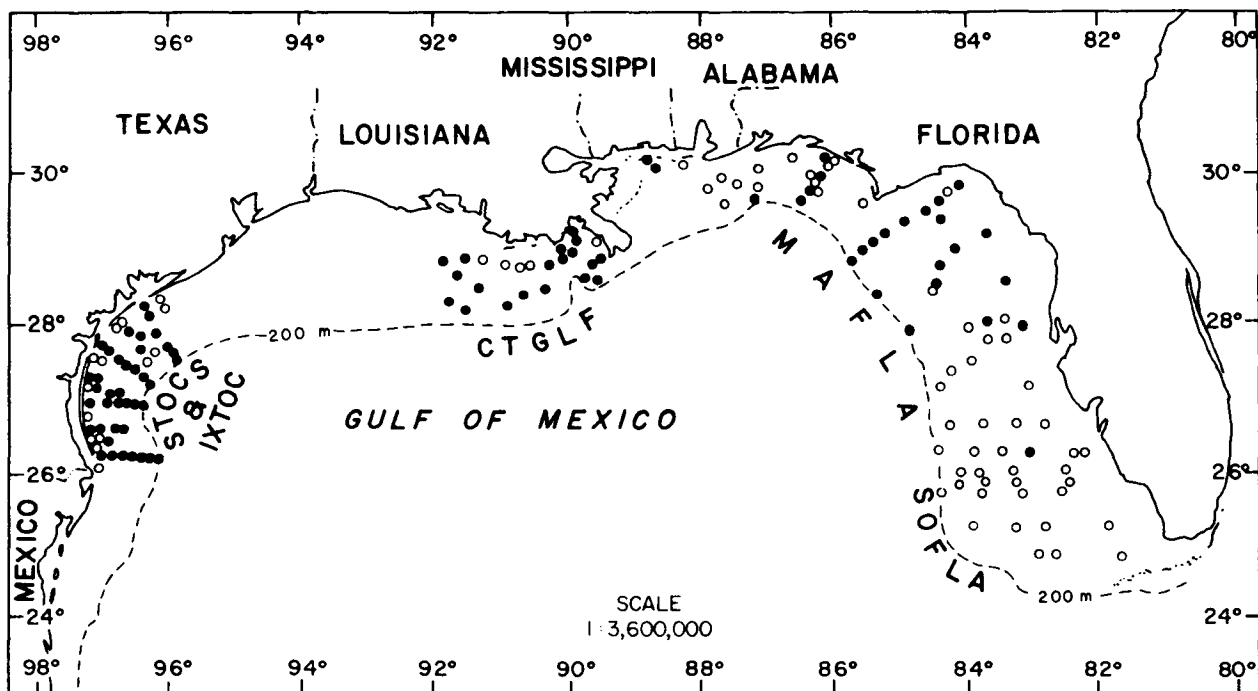 98° 96° 94° 92° 90° 88° 86° 84° 82° 80°
MISSISSIPPI ALABAMA
TEXAS LOUISIANA FLORIDA
30° 30°
MAFLA
28° 28°
200 m
CTGLF
STOCS
&
IXTOC
GULF OF MEXICO
26° 26°
SOFLA
MEXICO
200 m
24° 24°
SCALE
1:3,600,000
98° 96° 94° 92° 90° 88° 86° 84° 82° 80°